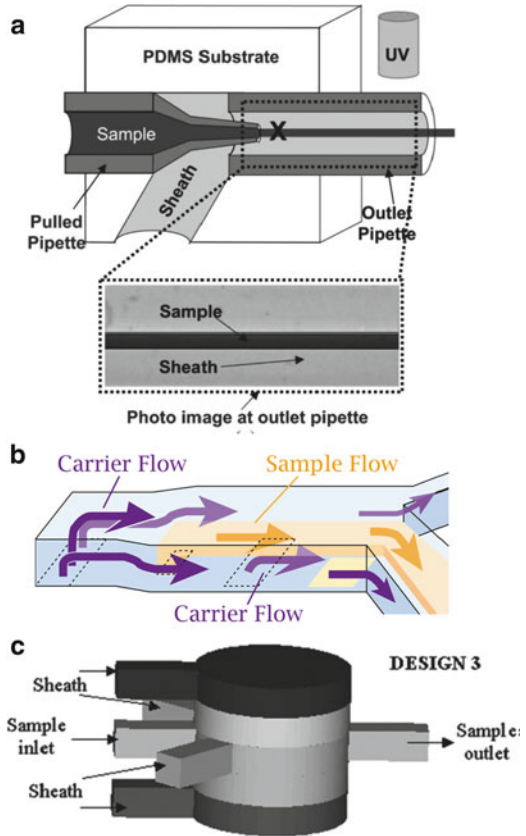 a
PDMS Substrate
UV
Sample
X
Sheath
Pulled
Pipette
Outlet
Pipette
Sample
Sheath
Photo image at outlet pipette
b
Carrier Flow
Sample Flow
Carrier Flow
c
DESIGN 3
Sheath
Sample
inlet
Sample
outlet
Sheath